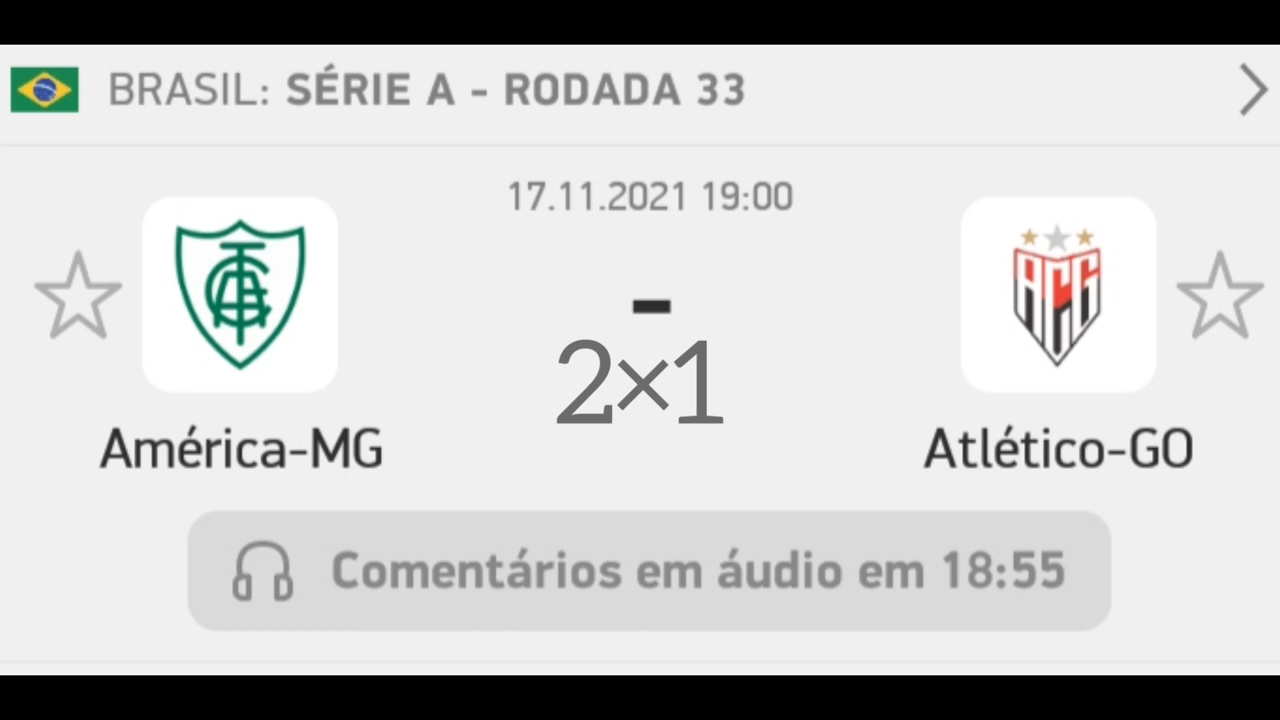 BRASIL: SÉRIE A - RODADA 33
17.11.2021 19:00
-
2×1
América-MG
Atlético-GO
Comentários em áudio em 18:55